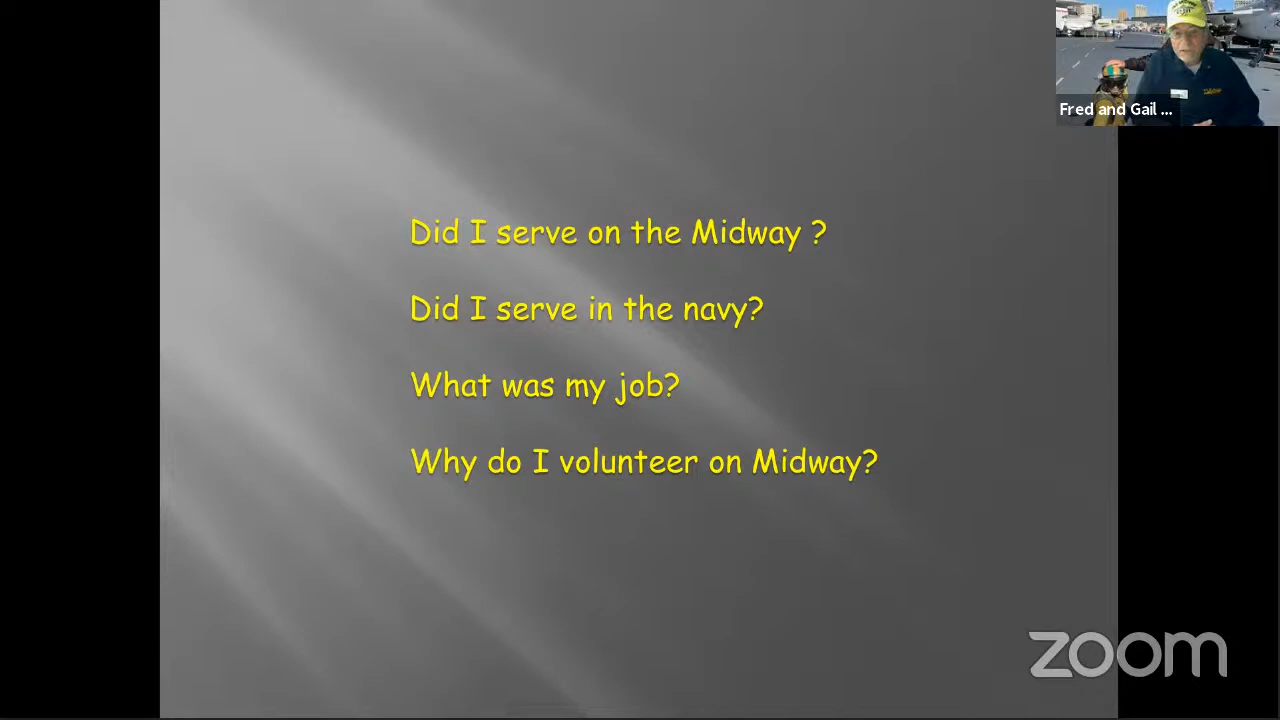 Fred and Gail ...
Did I serve on the Midway ?
Did I serve in the navy?
What was my job?
Why do I volunteer on Midway?
zoom